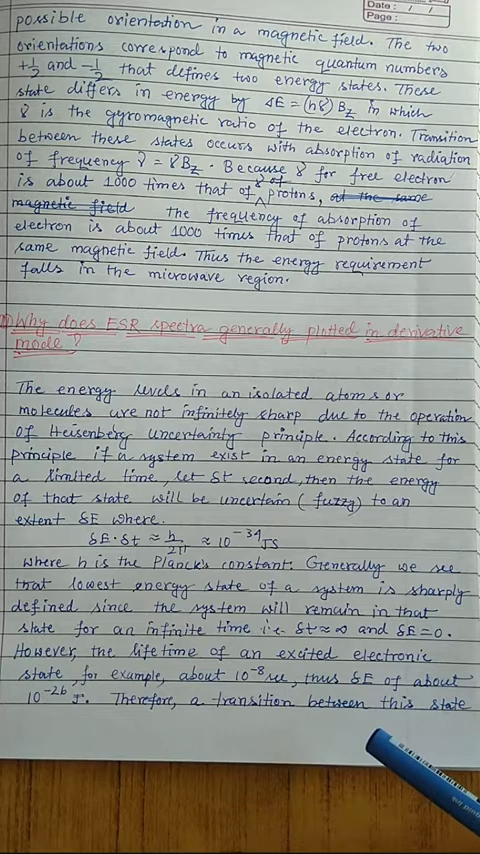 Date : / /
Page :
possible orientation in a magnetic field. The two
orientations correspond to magnetic quantum numbers
+½ and -½ that defines two energy states. These
state differs in energy by ΔE = (hγ) Bz in which
γ is the gyromagnetic ratio of the electron. Transition
between these states occurs with absorption of radiation
of frequency γ = γBz. Because γ for free electron
is about 1000 times that of γ of protons, at the same
magnetic field The frequency of absorption of
electron is about 1000 times that of protons at the
same magnetic field. Thus the energy requirement
falls in the microwave region.
Why does ESR spectra generally plotted in derivative
mode ?
The energy levels in an isolated atoms or
molecules are not infinitely sharp due to the operation
of Heisenberg uncertainty principle. According to this
principle if a system exist in an energy state for
a limited time, let δt second, then the energy
of that state will be uncertain (fuzzy) to an
extent δE where.
δE·δt ≈ h/2π ≈ 10⁻³⁴ JS
where h is the Planck's constant. Generally we see
that lowest energy state of a system is sharply
defined since the system will remain in that
state for an infinite time i.e. δt ≈ ∞ and δE = 0.
However, the lifetime of an excited electronic
state, for example, about 10⁻⁸ sec, thus δE of about
10⁻²⁶ J. Therefore, a transition between this state